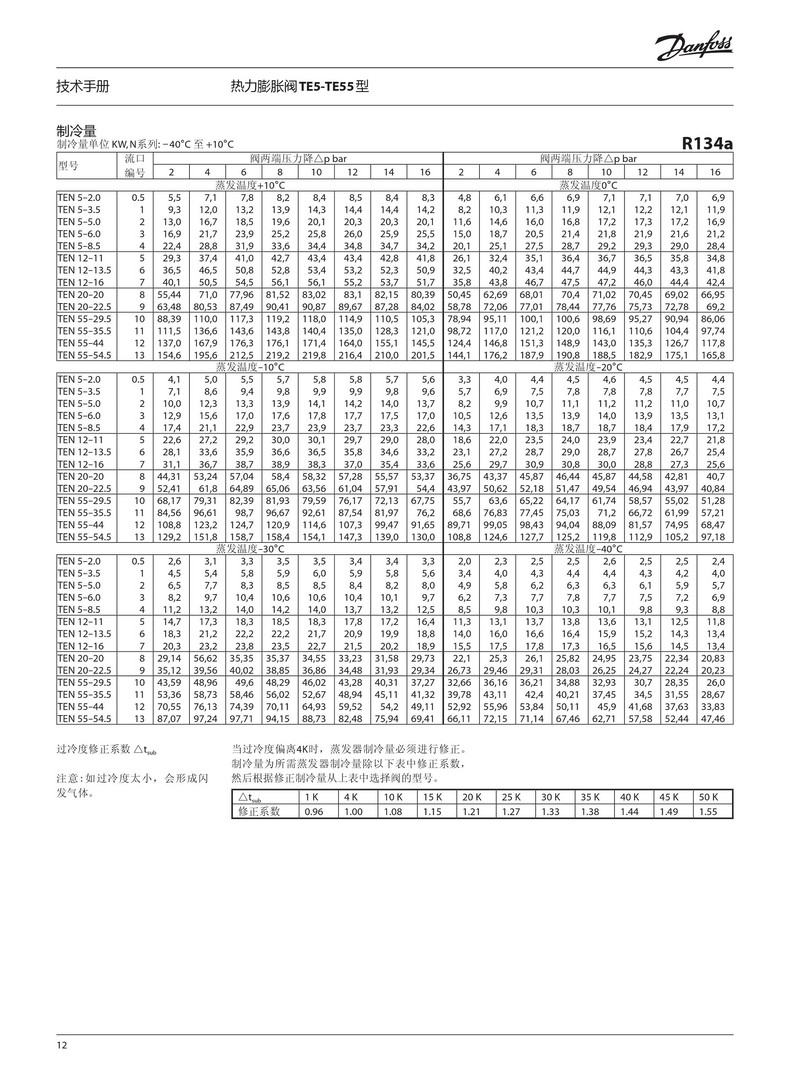 Danfoss
技术手册 热力膨胀阀TE5-TE55型
制冷量
制冷量单位 KW, N系列: −40°C 至 +10°C R134a
型号 流口编号 阀两端压力降△p bar 阀两端压力降△p bar
2 4 6 8 10 12 14 16 2 4 6 8 10 12 14 16
蒸发温度+10°C 蒸发温度0°C
TEN 5–2.0 0.5 5,5 7,1 7,8 8,2 8,4 8,5 8,4 8,3 4,8 6,1 6,6 6,9 7,1 7,1 7,0 6,9
TEN 5–3.5 1 9,3 12,0 13,2 13,9 14,3 14,4 14,4 14,2 8,2 10,3 11,3 11,9 12,1 12,2 12,1 11,9
TEN 5–5.0 2 13,0 16,7 18,5 19,6 20,1 20,3 20,3 20,1 11,6 14,6 16,0 16,8 17,2 17,3 17,2 16,9
TEN 5–6.0 3 16,9 21,7 23,9 25,2 25,8 26,0 25,9 25,5 15,0 18,7 20,5 21,4 21,8 21,9 21,6 21,2
TEN 5–8.5 4 22,4 28,8 31,9 33,6 34,4 34,8 34,7 34,2 20,1 25,1 27,5 28,7 29,2 29,3 29,0 28,4
TEN 12–11 5 29,3 37,4 41,0 42,7 43,4 43,4 42,8 41,8 26,1 32,4 35,1 36,4 36,7 36,5 35,8 34,8
TEN 12–13.5 6 36,5 46,5 50,8 52,8 53,4 53,2 52,3 50,9 32,5 40,2 43,4 44,7 44,9 44,3 43,3 41,8
TEN 12–16 7 40,1 50,5 54,5 56,1 56,1 55,2 53,7 51,7 35,8 43,8 46,7 47,5 47,2 46,0 44,4 42,4
TEN 20–20 8 55,44 71,0 77,96 81,52 83,02 83,1 82,15 80,39 50,45 62,69 68,01 70,4 71,02 70,45 69,02 66,95
TEN 20–22.5 9 63,48 80,53 87,49 90,41 90,87 89,67 87,28 84,02 58,78 72,06 77,01 78,44 77,76 75,73 72,78 69,2
TEN 55–29.5 10 88,39 110,0 117,3 119,2 118,0 114,9 110,5 105,3 78,94 95,11 100,1 100,6 98,69 95,27 90,94 86,06
TEN 55–35.5 11 111,5 136,6 143,6 143,8 140,4 135,0 128,3 121,0 98,72 117,0 121,2 120,0 116,1 110,6 104,4 97,74
TEN 55–44 12 137,0 167,9 176,3 176,1 171,4 164,0 155,1 145,5 124,4 146,8 151,3 148,9 143,0 135,3 126,7 117,8
TEN 55–54.5 13 154,6 195,6 212,5 219,2 219,8 216,4 210,0 201,5 144,1 176,2 187,9 190,8 188,5 182,9 175,1 165,8
蒸发温度–10°C 蒸发温度–20°C
TEN 5–2.0 0.5 4,1 5,0 5,5 5,7 5,8 5,8 5,7 5,6 3,3 4,0 4,4 4,5 4,6 4,5 4,5 4,4
TEN 5–3.5 1 7,1 8,6 9,4 9,8 9,9 9,9 9,8 9,6 5,7 6,9 7,5 7,8 7,8 7,8 7,7 7,5
TEN 5–5.0 2 10,0 12,3 13,3 13,9 14,1 14,2 14,0 13,7 8,2 9,9 10,7 11,1 11,2 11,2 11,0 10,7
TEN 5–6.0 3 12,9 15,6 17,0 17,6 17,8 17,7 17,5 17,0 10,5 12,6 13,5 13,9 14,0 13,9 13,5 13,1
TEN 5–8.5 4 17,4 21,1 22,9 23,7 23,9 23,7 23,3 22,6 14,3 17,1 18,3 18,7 18,7 18,4 17,9 17,2
TEN 12–11 5 22,6 27,2 29,2 30,0 30,1 29,7 29,0 28,0 18,6 22,0 23,5 24,0 23,9 23,4 22,7 21,8
TEN 12–13.5 6 28,1 33,6 35,9 36,6 36,5 35,8 34,6 33,2 23,1 27,2 28,7 29,0 28,7 27,8 26,7 25,4
TEN 12–16 7 31,1 36,7 38,7 38,9 38,3 37,0 35,4 33,6 25,6 29,7 30,9 30,8 30,0 28,8 27,3 25,6
TEN 20–20 8 44,31 53,24 57,04 58,4 58,32 57,28 55,57 53,37 36,75 43,37 45,87 46,44 45,87 44,58 42,81 40,7
TEN 20–22.5 9 52,41 61,8 64,89 65,06 63,56 61,04 57,91 54,4 43,97 50,62 52,18 51,47 49,54 46,94 43,97 40,84
TEN 55–29.5 10 68,17 79,31 82,39 81,93 79,59 76,17 72,13 67,75 55,7 63,6 65,22 64,17 61,74 58,57 55,02 51,28
TEN 55–35.5 11 84,56 96,61 98,7 96,67 92,61 87,54 81,97 76,2 68,6 76,83 77,45 75,03 71,2 66,72 61,99 57,21
TEN 55–44 12 108,8 123,2 124,7 120,9 114,6 107,3 99,47 91,65 89,71 99,05 98,43 94,04 88,09 81,57 74,95 68,47
TEN 55–54.5 13 129,2 151,8 158,7 158,4 154,1 147,3 139,0 130,0 108,8 124,6 127,7 125,2 119,8 112,9 105,2 97,18
蒸发温度–30°C 蒸发温度–40°C
TEN 5–2.0 0.5 2,6 3,1 3,3 3,5 3,5 3,4 3,4 3,3 2,0 2,3 2,5 2,5 2,6 2,5 2,5 2,4
TEN 5–3.5 1 4,5 5,4 5,8 5,9 6,0 5,9 5,8 5,6 3,4 4,0 4,3 4,4 4,4 4,3 4,2 4,0
TEN 5–5.0 2 6,5 7,7 8,3 8,5 8,5 8,4 8,2 8,0 4,9 5,8 6,2 6,3 6,3 6,1 5,9 5,7
TEN 5–6.0 3 8,2 9,7 10,4 10,6 10,6 10,4 10,1 9,7 6,2 7,3 7,7 7,8 7,7 7,5 7,2 6,9
TEN 5–8.5 4 11,2 13,2 14,0 14,2 14,0 13,7 13,2 12,5 8,5 9,8 10,3 10,3 10,1 9,8 9,3 8,8
TEN 12–11 5 14,7 17,3 18,3 18,5 18,3 17,8 17,2 16,4 11,3 13,1 13,7 13,8 13,6 13,1 12,5 11,8
TEN 12–13.5 6 18,3 21,2 22,2 22,2 21,7 20,9 19,9 18,8 14,0 16,0 16,6 16,4 15,9 15,2 14,3 13,4
TEN 12–16 7 20,3 23,2 23,8 23,5 22,7 21,5 20,2 18,9 15,5 17,5 17,8 17,3 16,5 15,6 14,5 13,4
TEN 20–20 8 29,14 56,62 35,35 35,37 34,55 33,23 31,58 29,73 22,1 25,3 26,1 25,82 24,95 23,75 22,34 20,83
TEN 20–22.5 9 35,12 39,56 40,02 38,85 36,86 34,48 31,93 29,34 26,73 29,46 29,31 28,03 26,25 24,27 22,24 20,23
TEN 55–29.5 10 43,59 48,96 49,6 48,29 46,02 43,28 40,31 37,27 32,66 36,16 36,21 34,88 32,93 30,7 28,35 26,0
TEN 55–35.5 11 53,36 58,73 58,46 56,02 52,67 48,94 45,11 41,32 39,78 43,11 42,4 40,21 37,45 34,5 31,55 28,67
TEN 55–44 12 70,55 76,13 74,39 70,11 64,93 59,52 54,2 49,11 52,92 55,96 53,84 50,11 45,9 41,68 37,63 33,83
TEN 55–54.5 13 87,07 97,24 97,71 94,15 88,73 82,48 75,94 69,41 66,11 72,15 71,14 67,46 62,71 57,58 52,44 47,46
过冷度修正系数 △tsub
注意:如过冷度太小，会形成闪
发气体。
当过冷度偏离4K时，蒸发器制冷量必须进行修正。
制冷量为所需蒸发器制冷量除以下表中修正系数，
然后根据修正制冷量从上表中选择阀的型号。
△tsub 1 K 4 K 10 K 15 K 20 K 25 K 30 K 35 K 40 K 45 K 50 K
修正系数 0.96 1.00 1.08 1.15 1.21 1.27 1.33 1.38 1.44 1.49 1.55
12